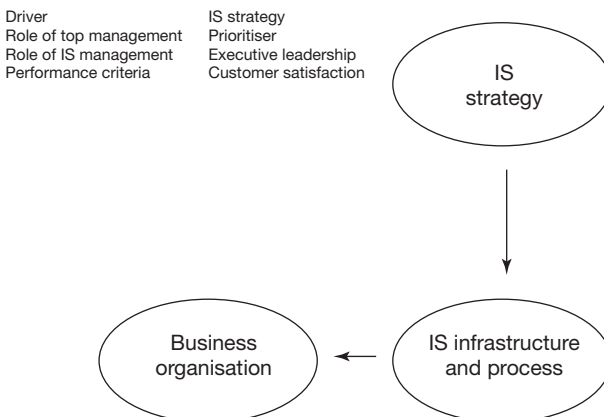 Driver IS strategy
Role of top management Prioritiser
Role of IS management Executive leadership
Performance criteria Customer satisfaction
IS
strategy
Business
organisation
IS infrastructure
and process